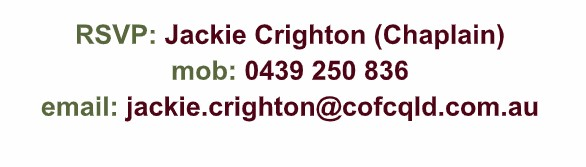 RSVP: Jackie Crighton (Chaplain)
mob: 0439 250 836
email: jackie.crighton@cofcqld.com.au